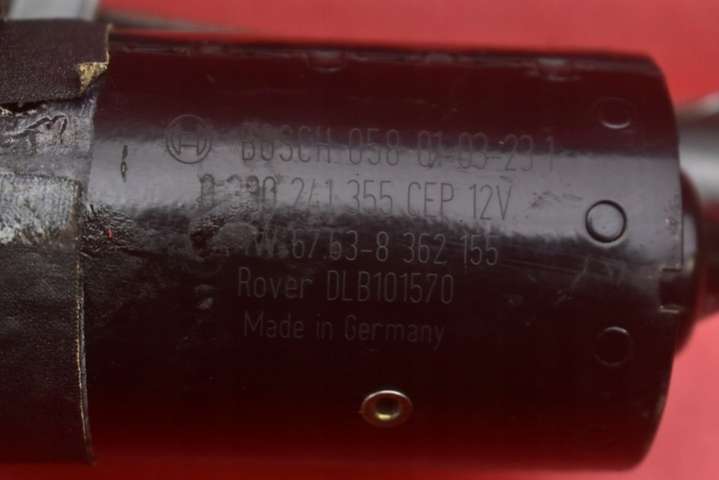 BOSCH 058 01-03-23 1
0 390 241 355 CEP 12V
67.63-8 362 155
Rover DLB101570
Made in Germany